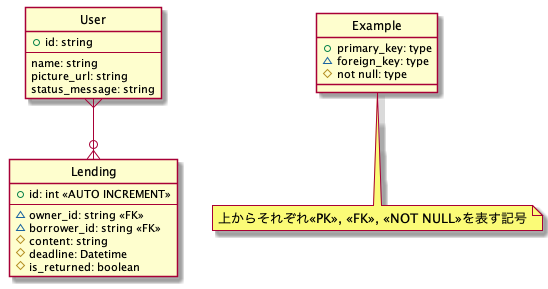 User
id: string
name: string
picture_url: string
status_message: string
Lending
id: int «AUTO INCREMENT»
owner_id: string «FK»
borrower_id: string «FK»
content: string
deadline: Datetime
is_returned: boolean
Example
primary_key: type
foreign_key: type
not null: type
上からそれぞれ«PK», «FK», «NOT NULL»を表す記号